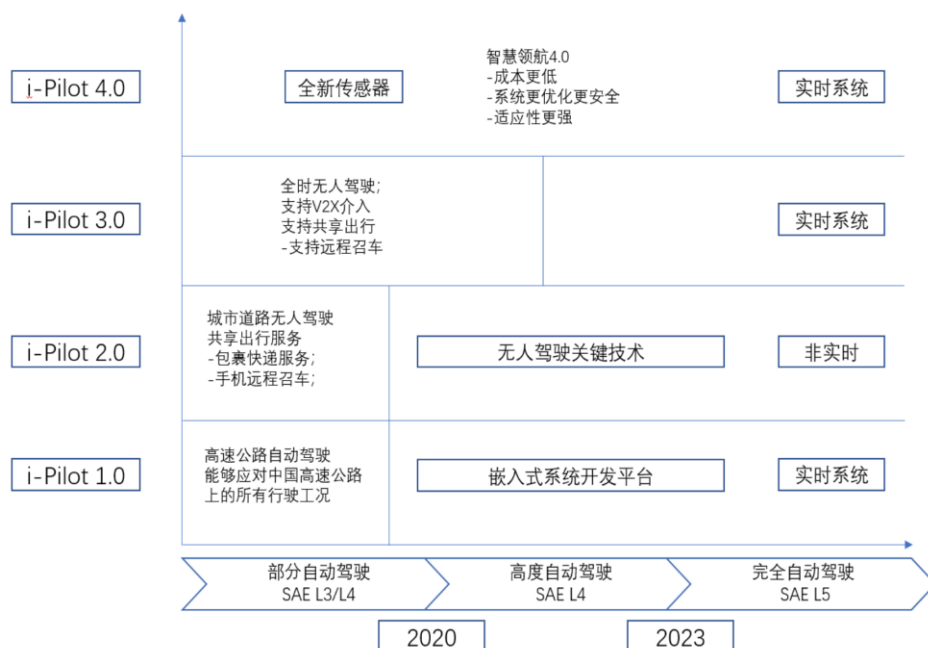 i-Pilot 4.0
全新传感器
智慧领航4.0
-成本更低
-系统更优化更安全
-适应性更强
实时系统
i-Pilot 3.0
全时无人驾驶;
支持V2X介入
支持共享出行
-支持远程召车
实时系统
i-Pilot 2.0
城市道路无人驾驶
共享出行服务
-包裹快递服务;
-手机远程召车;
无人驾驶关键技术
非实时
i-Pilot 1.0
高速公路自动驾驶
能够应对中国高速公路
上的所有行驶工况
嵌入式系统开发平台
实时系统
部分自动驾驶
SAE L3/L4
高度自动驾驶
SAE L4
完全自动驾驶
SAE L5
2020
2023